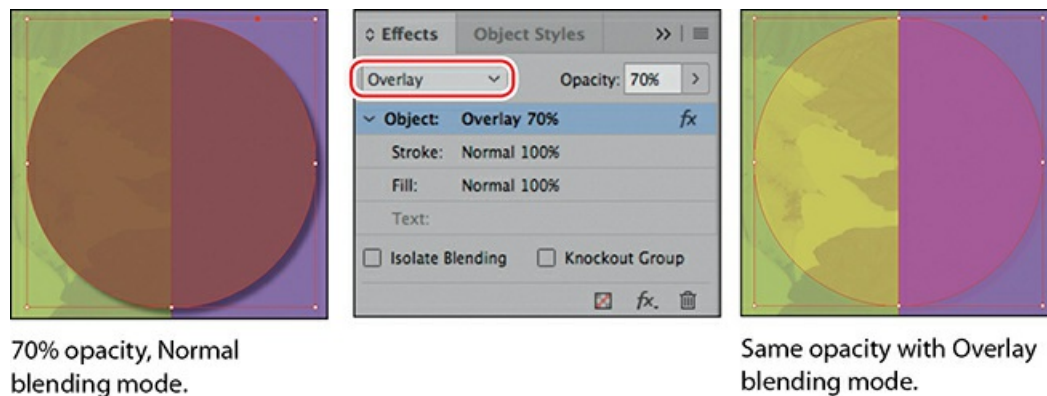 Effects Object Styles
Overlay Opacity: 70%
Object: Overlay 70% fx
Stroke: Normal 100%
Fill: Normal 100%
Text:
Isolate Blending Knockout Group
fx.
70% opacity, Normal
blending mode.
Same opacity with Overlay
blending mode.